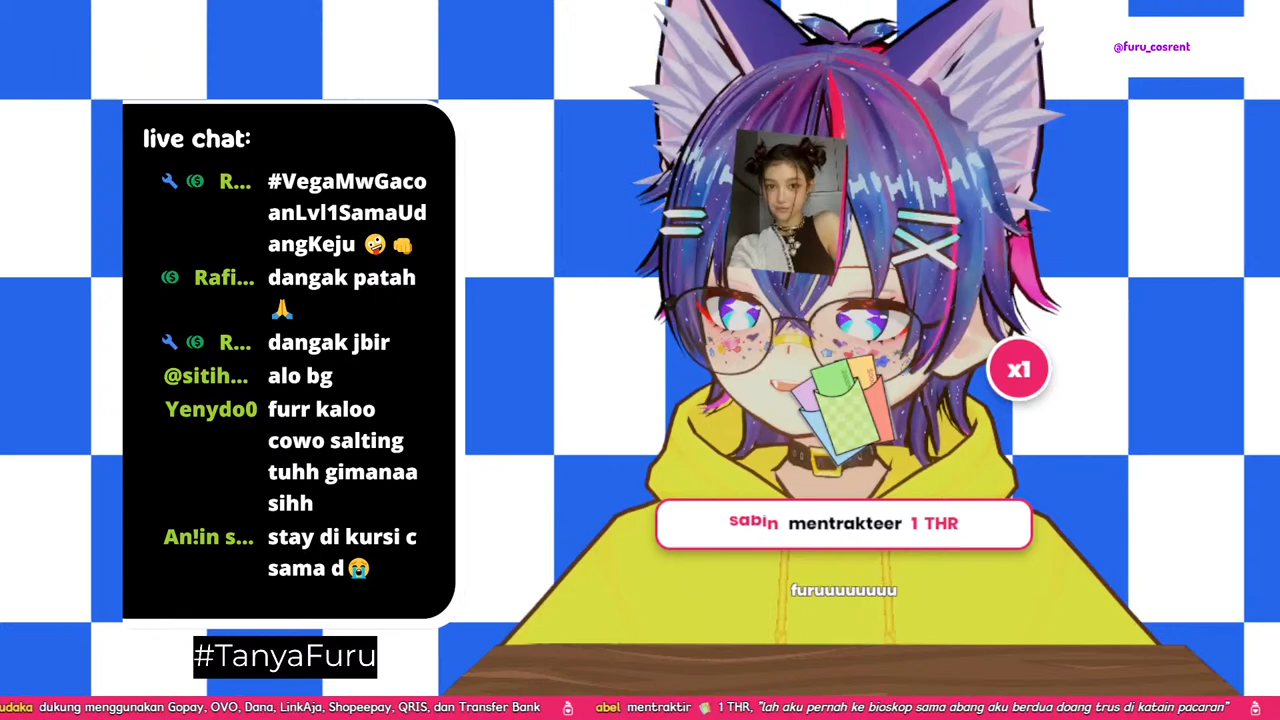 @furu_cosrent
live chat:
R... #VegaMwGaco
anLvl1SamaUd
angKeju 🤪 👊
Rafi... dangak patah
🙏
R... dangak jbir
@sitih... alo bg
Yenydo0 furr kaloo
cowo salting
tuhh gimanaa
sihh
An!in s... stay di kursi c
sama d😭
#TanyaFuru
x1
sabin mentrakteer 1 THR
furuuuuuuuu
udaka dukung menggunakan Gopay, OVO, Dana, LinkAja, Shopeepay, QRIS, dan Transfer Bank abel mentraktir 1 THR, "lah aku pernah ke bioskop sama abang aku berdua doang trus di katain pacaran"